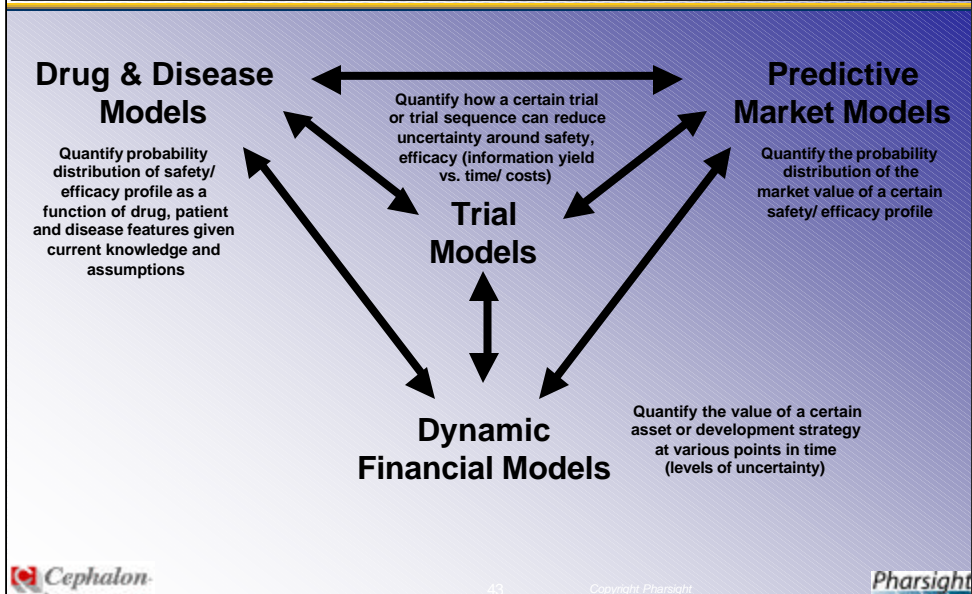 Drug & Disease
Models
Quantify probability
distribution of safety/
efficacy profile as a
function of drug, patient
and disease features given
current knowledge and
assumptions
Quantify how a certain trial
or trial sequence can reduce
uncertainty around safety,
efficacy (information yield
vs. time/ costs)
Trial
Models
Predictive
Market Models
Quantify the probability
distribution of the
market value of a certain
safety/ efficacy profile
Dynamic
Financial Models
Quantify the value of a certain
asset or development strategy
at various points in time
(levels of uncertainty)
Cephalon
43
Copyright Pharsight
Pharsight